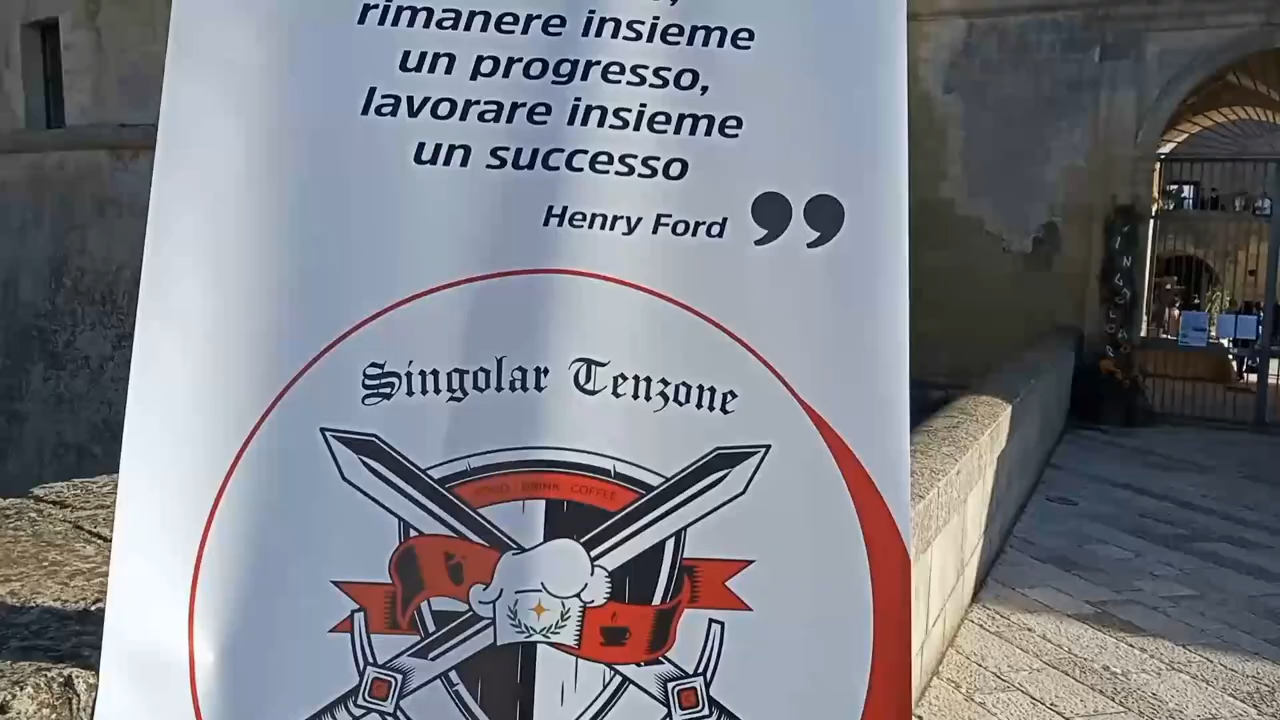 rimanere insieme
un progresso,
lavorare insieme
un successo
Henry Ford ”
Singolar Tenzone
FOOD DRINK COFFEE